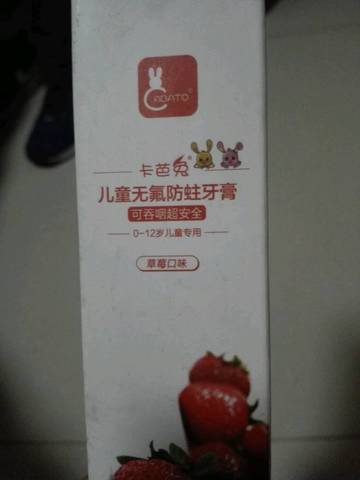 CABATO
卡芭兔
儿童无氟防蛀牙膏
可吞咽超安全
0-12岁儿童专用
草莓口味